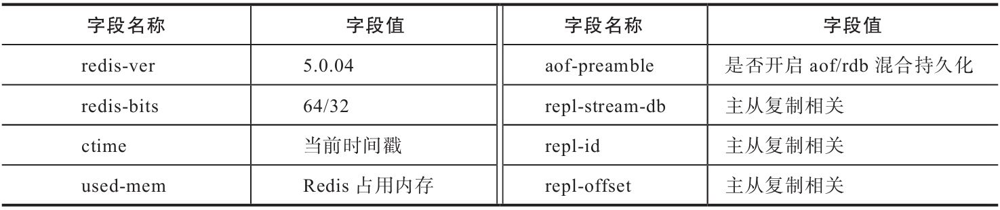 字段名称 字段值 字段名称 字段值
redis-ver 5.0.04 aof-preamble 是否开启 aof/rdb 混合持久化
redis-bits 64/32 repl-stream-db 主从复制相关
ctime 当前时间戳 repl-id 主从复制相关
used-mem Redis 占用内存 repl-offset 主从复制相关